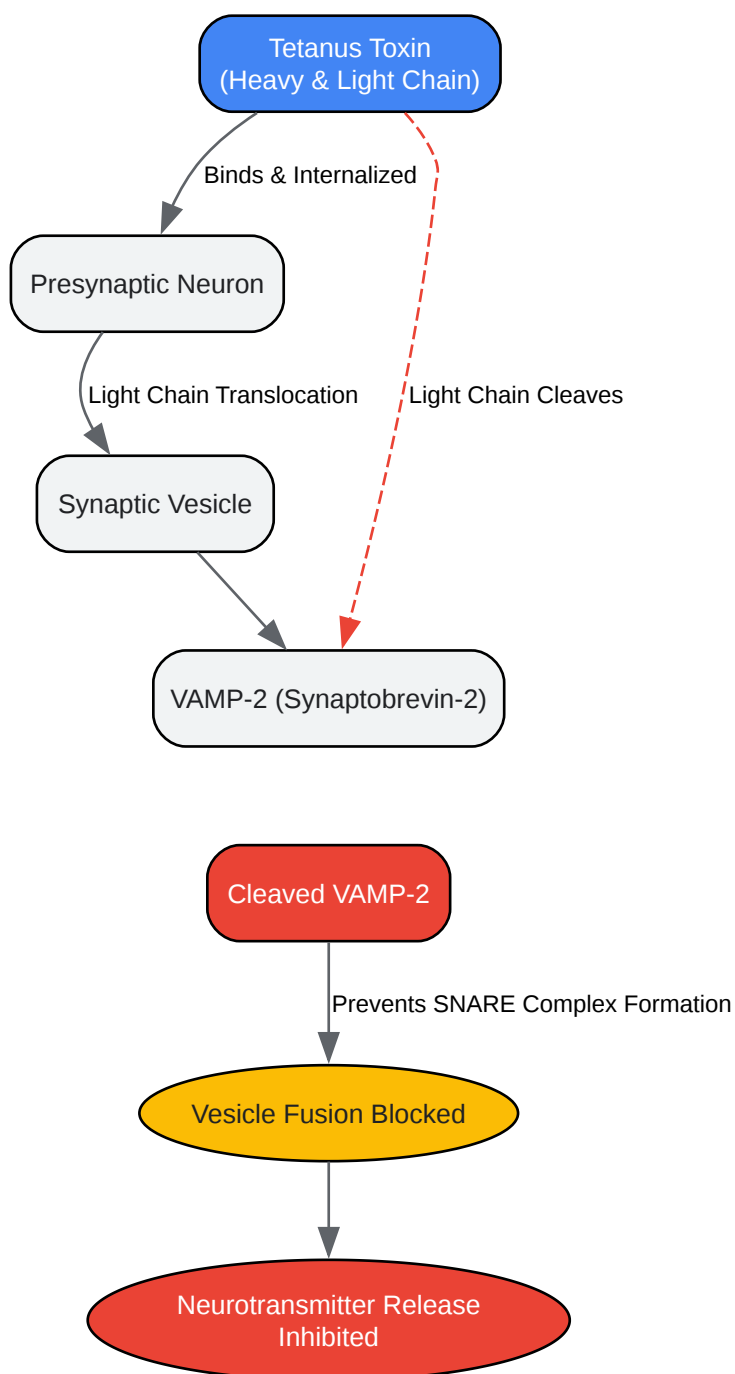 Tetanus Toxin
(Heavy & Light Chain)
Binds & Internalized
Presynaptic Neuron
Light Chain Translocation
Light Chain Cleaves
Synaptic Vesicle
VAMP-2 (Synaptobrevin-2)
Cleaved VAMP-2
Prevents SNARE Complex Formation
Vesicle Fusion Blocked
Neurotransmitter Release
Inhibited